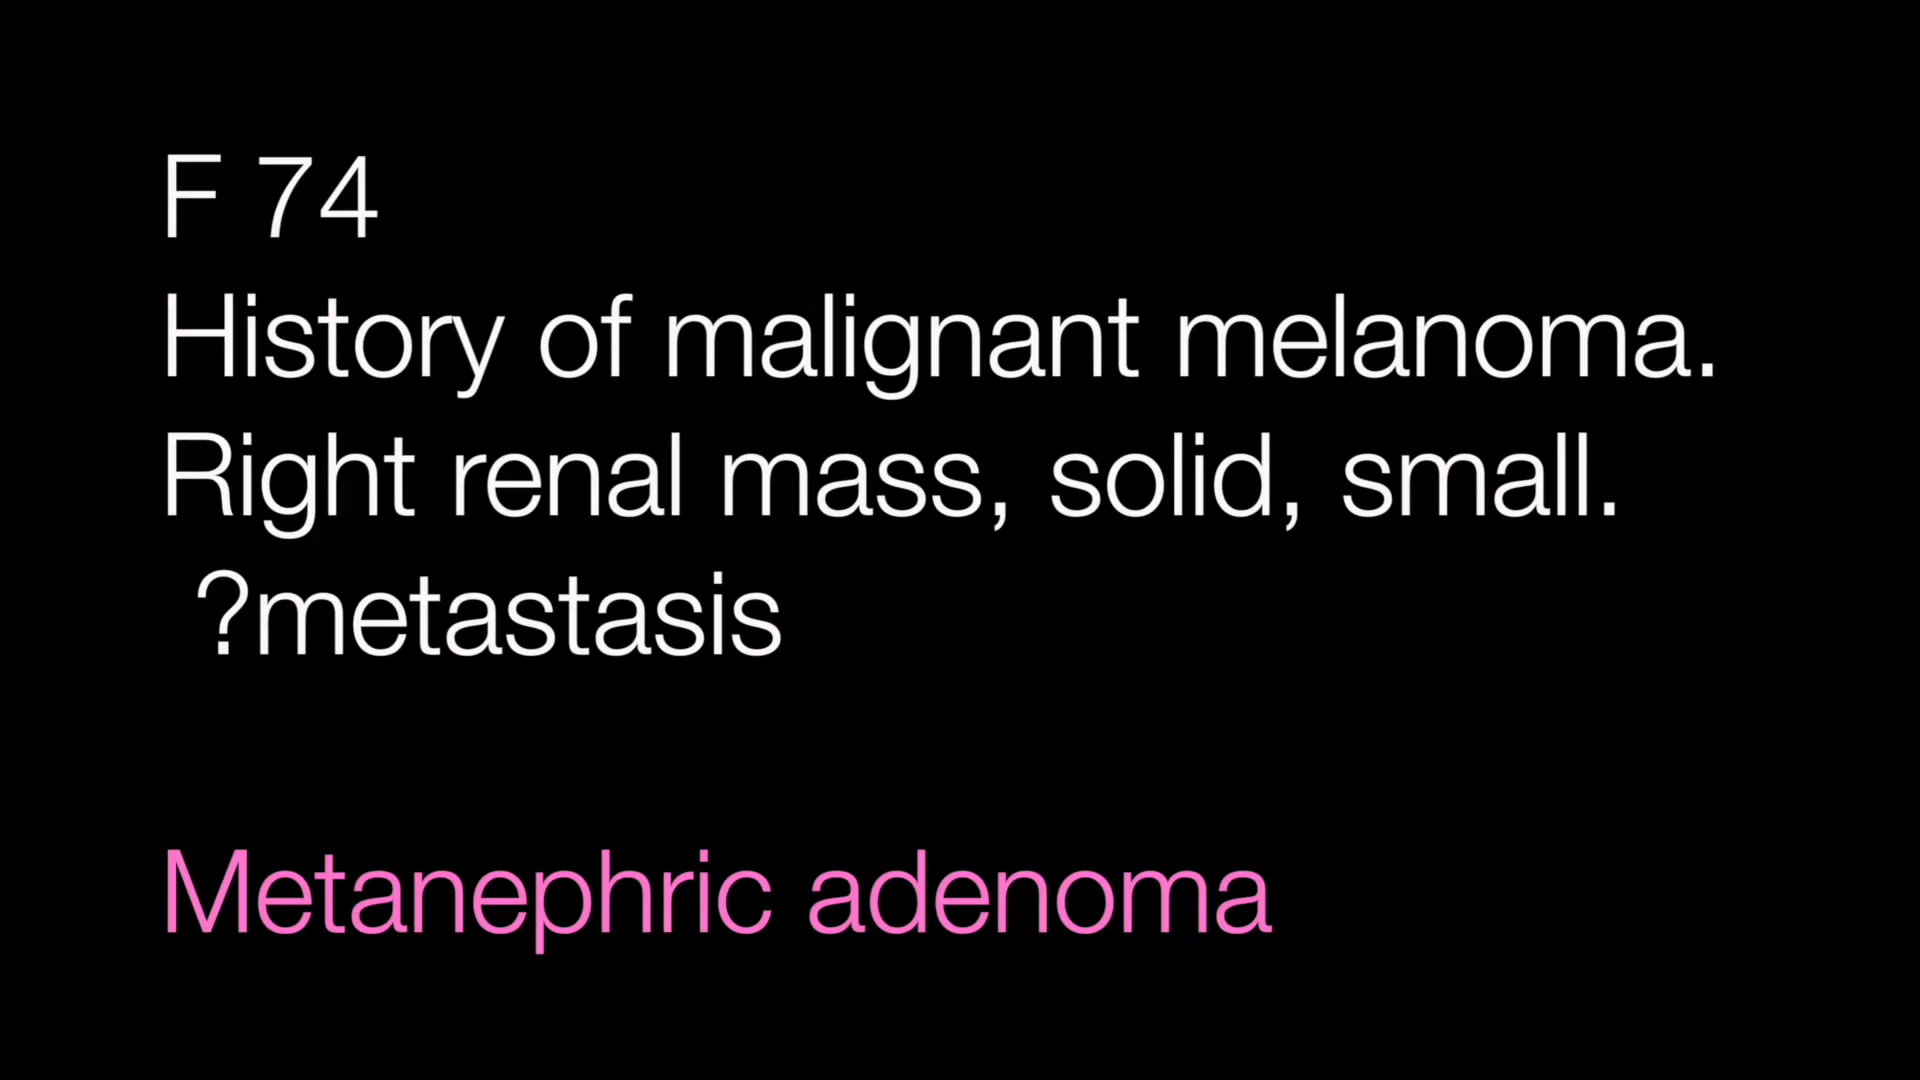 F 74
History of malignant melanoma.
Right renal mass, solid, small.
?metastasis
Metanephric adenoma